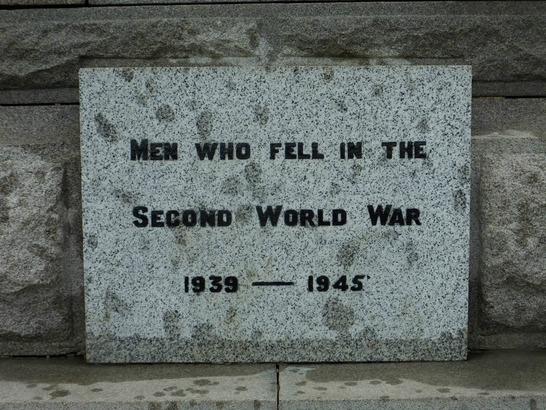 Men who fell in the
Second World War
1939 — 1945